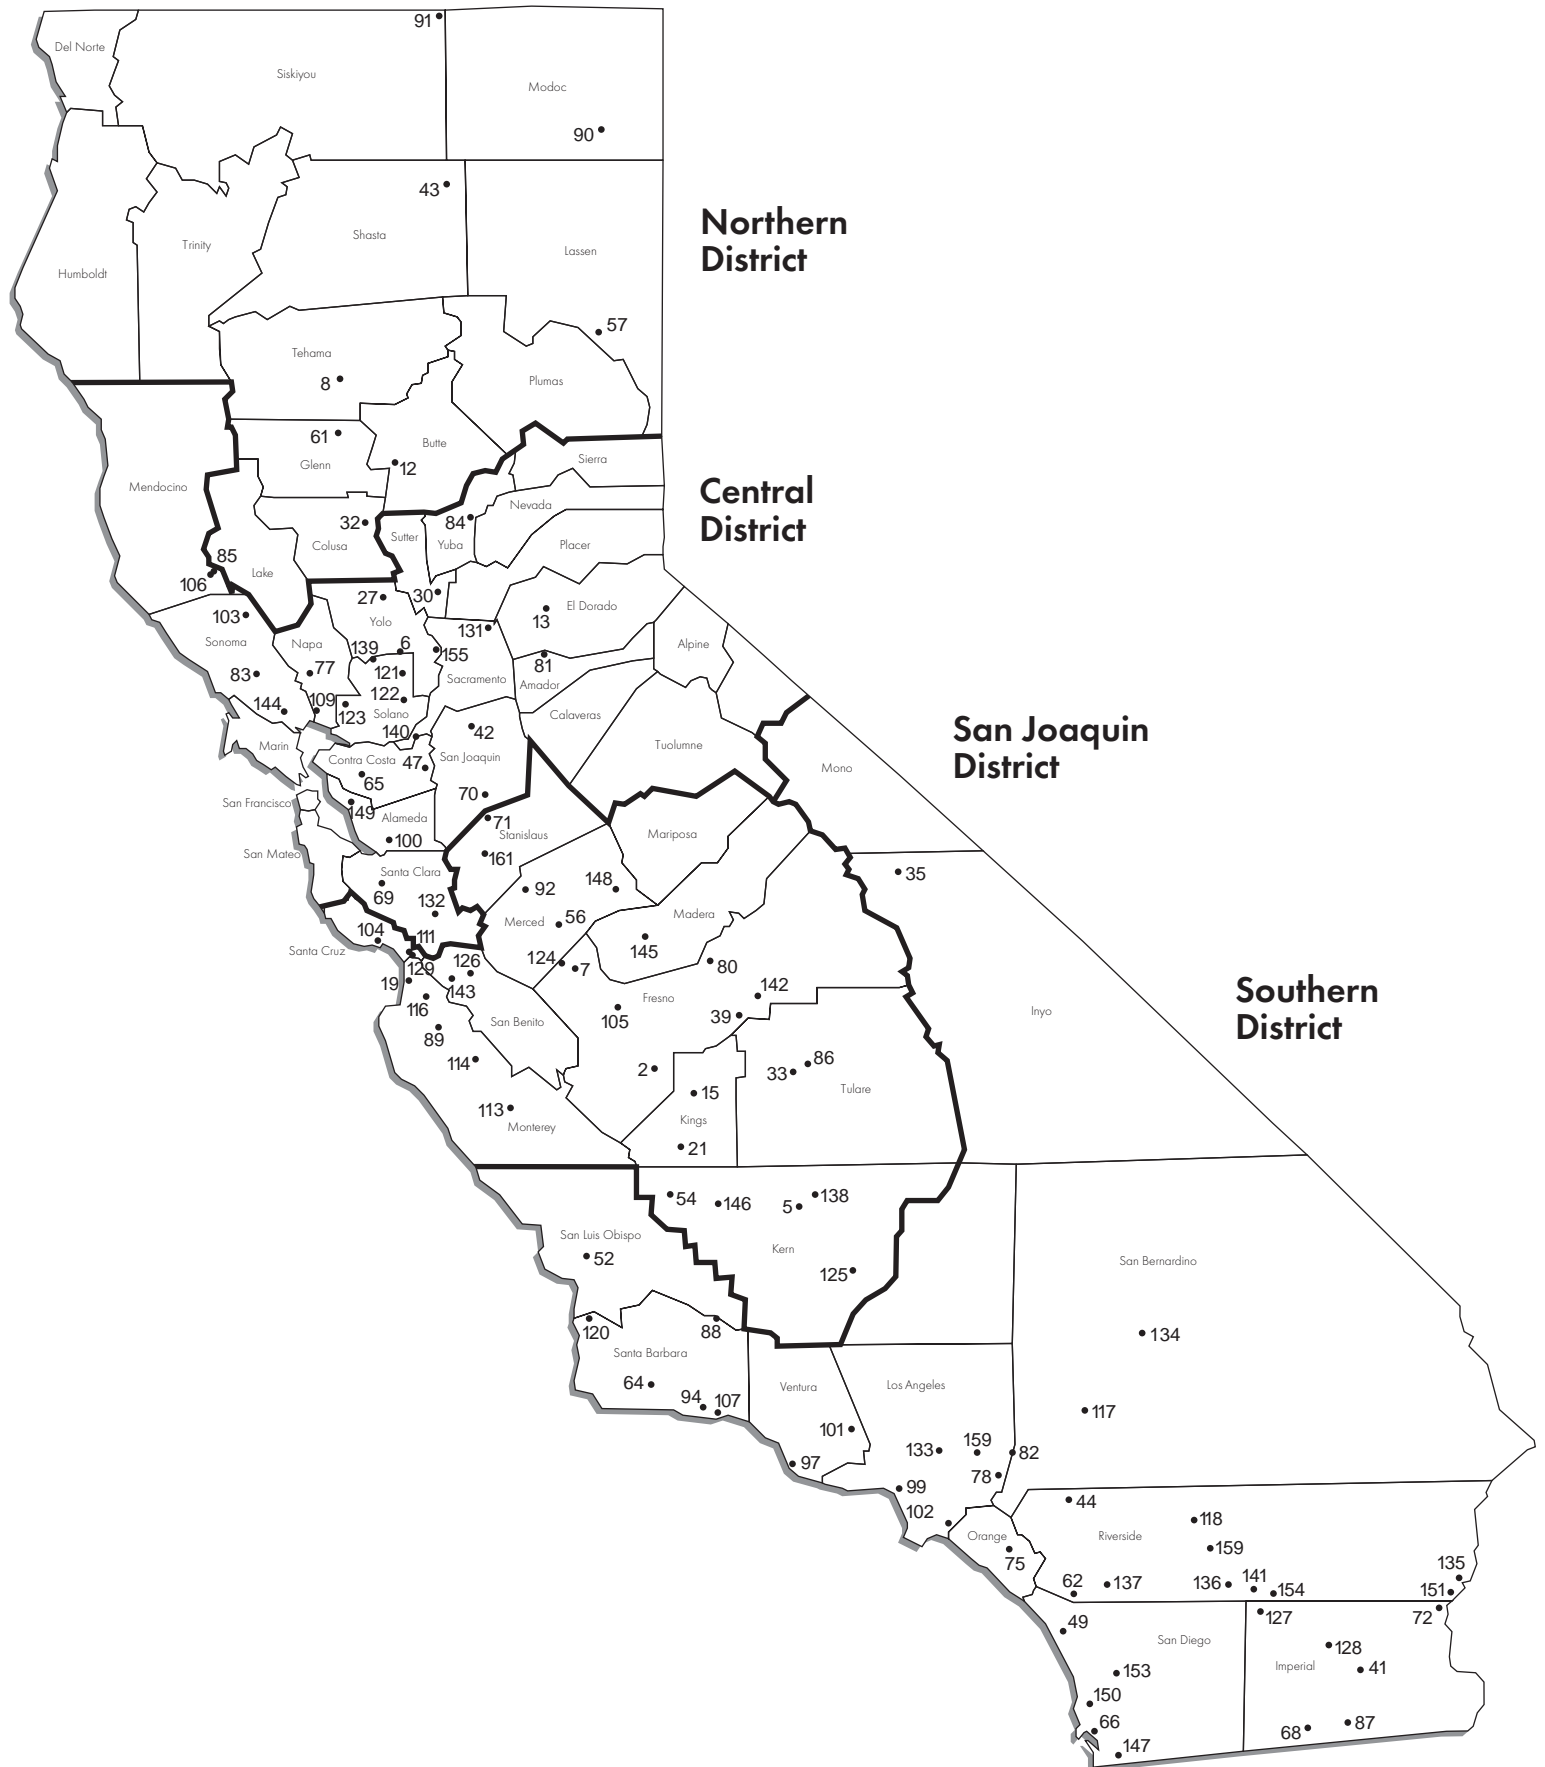 91
Del Norte
Siskiyou
Modoc
90
43
Northern
District
Shasta
Trinity
Lassen
Humboldt
57
Tehama
8
Plumas
61
Butte
Glenn
12
Sierra
Mendocino
Central
District
Nevada
32
84
Sutter
Yuba
Colusa
Placer
85
Lake
106
27
30
El Dorado
103
Yolo
13
131
Sonoma
Napa
139
6
155
Alpine
81
77
121
83
Sacramento
Amador
122
144
109
123
Solano
Calaveras
140
42
San Joaquin
District
Marin
Tuolumne
Contra Costa
47
San Joaquin
Mono
65
70
San Francisco
149
Alameda
71
Stanislaus
Mariposa
100
San Mateo
161
Santa Clara
35
69
92
148
132
Merced
56
Madera
104
111
Santa Cruz
145
129
126
124
7
80
19
143
142
Southern
District
Fresno
116
105
39
Inyo
San Benito
89
114
2
33
86
15
Tulare
113
Kings
Monterey
21
54
146
5
138
San Luis Obispo
Kern
52
San Bernardino
125
120
88
134
Santa Barbara
64
Ventura
Los Angeles
94
107
117
101
133
159
82
97
78
99
44
102
118
Orange
Riverside
75
159
135
62
137
136
141
154
151
49
127
72
San Diego
128
153
Imperial
41
150
66
68
87
147